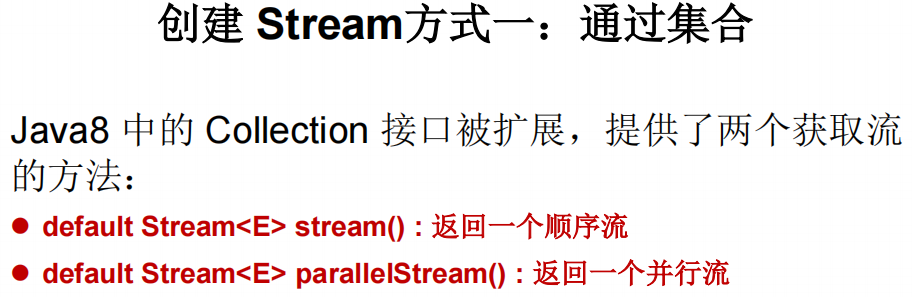 创建 Stream方式一：通过集合
Java8 中的 Collection 接口被扩展，提供了两个获取流
的方法：
● default Stream<E> stream() : 返回一个顺序流
● default Stream<E> parallelStream() : 返回一个并行流